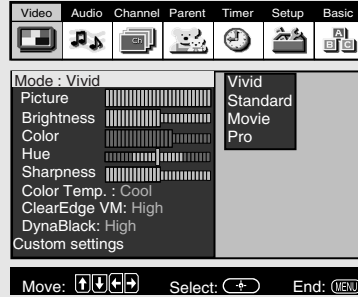 Video Audio Channel Parent Timer Setup Basic
Ch
A
B C
Mode : Vivid
Picture
Brightness
Color
Hue
Sharpness
Color Temp. : Cool
ClearEdge VM: High
DynaBlack: High
Custom settings
Vivid
Standard
Movie
Pro
Move: Select: End: MENU